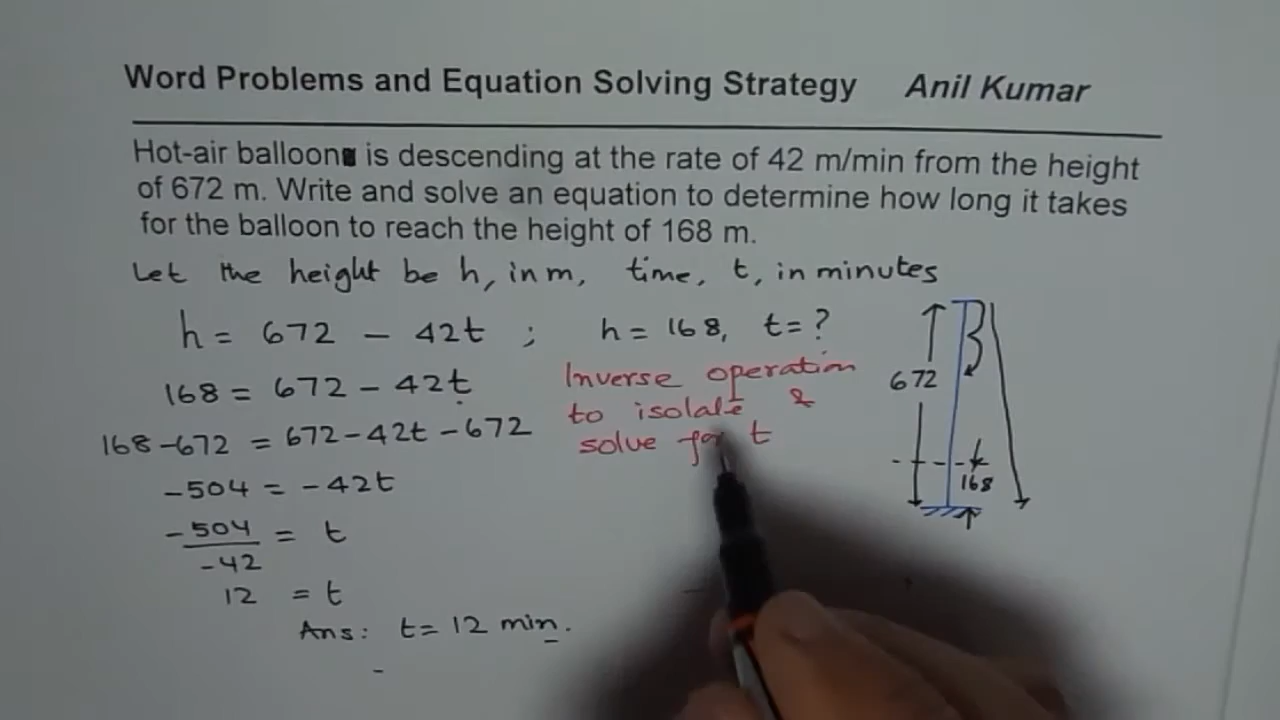 Word Problems and Equation Solving Strategy Anil Kumar
Hot-air balloon is descending at the rate of 42 m/min from the height
of 672 m. Write and solve an equation to determine how long it takes
for the balloon to reach the height of 168 m.
Let the height be h, in m, time, t, in minutes
h = 672 - 42t ; h = 168, t = ?
168 = 672 - 42t
Inverse operation
to isolate &
solve for t
168 - 672 = 672 - 42t - 672
-504 = -42t
-504 = t
-42
12 = t
Ans: t = 12 min.
672
168